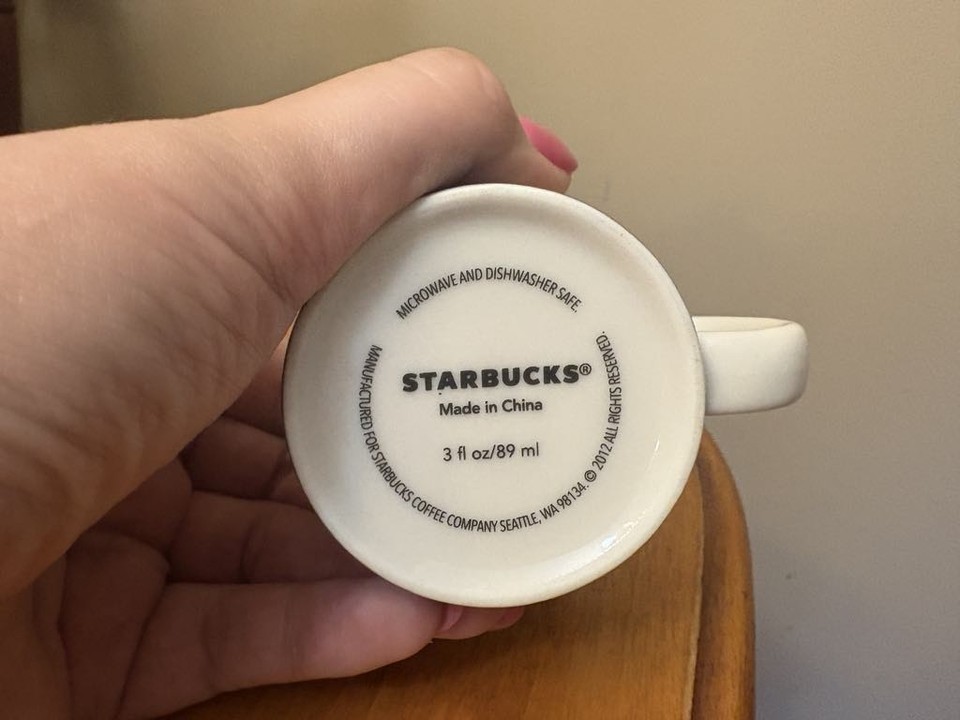 MICROWAVE AND DISHWASHER SAFE.
STARBUCKS®
Made in China
3 fl oz/89 ml
MANUFACTURED FOR STARBUCKS COFFEE COMPANY SEATTLE, WA 98134. © 2012 ALL RIGHTS RESERVED.